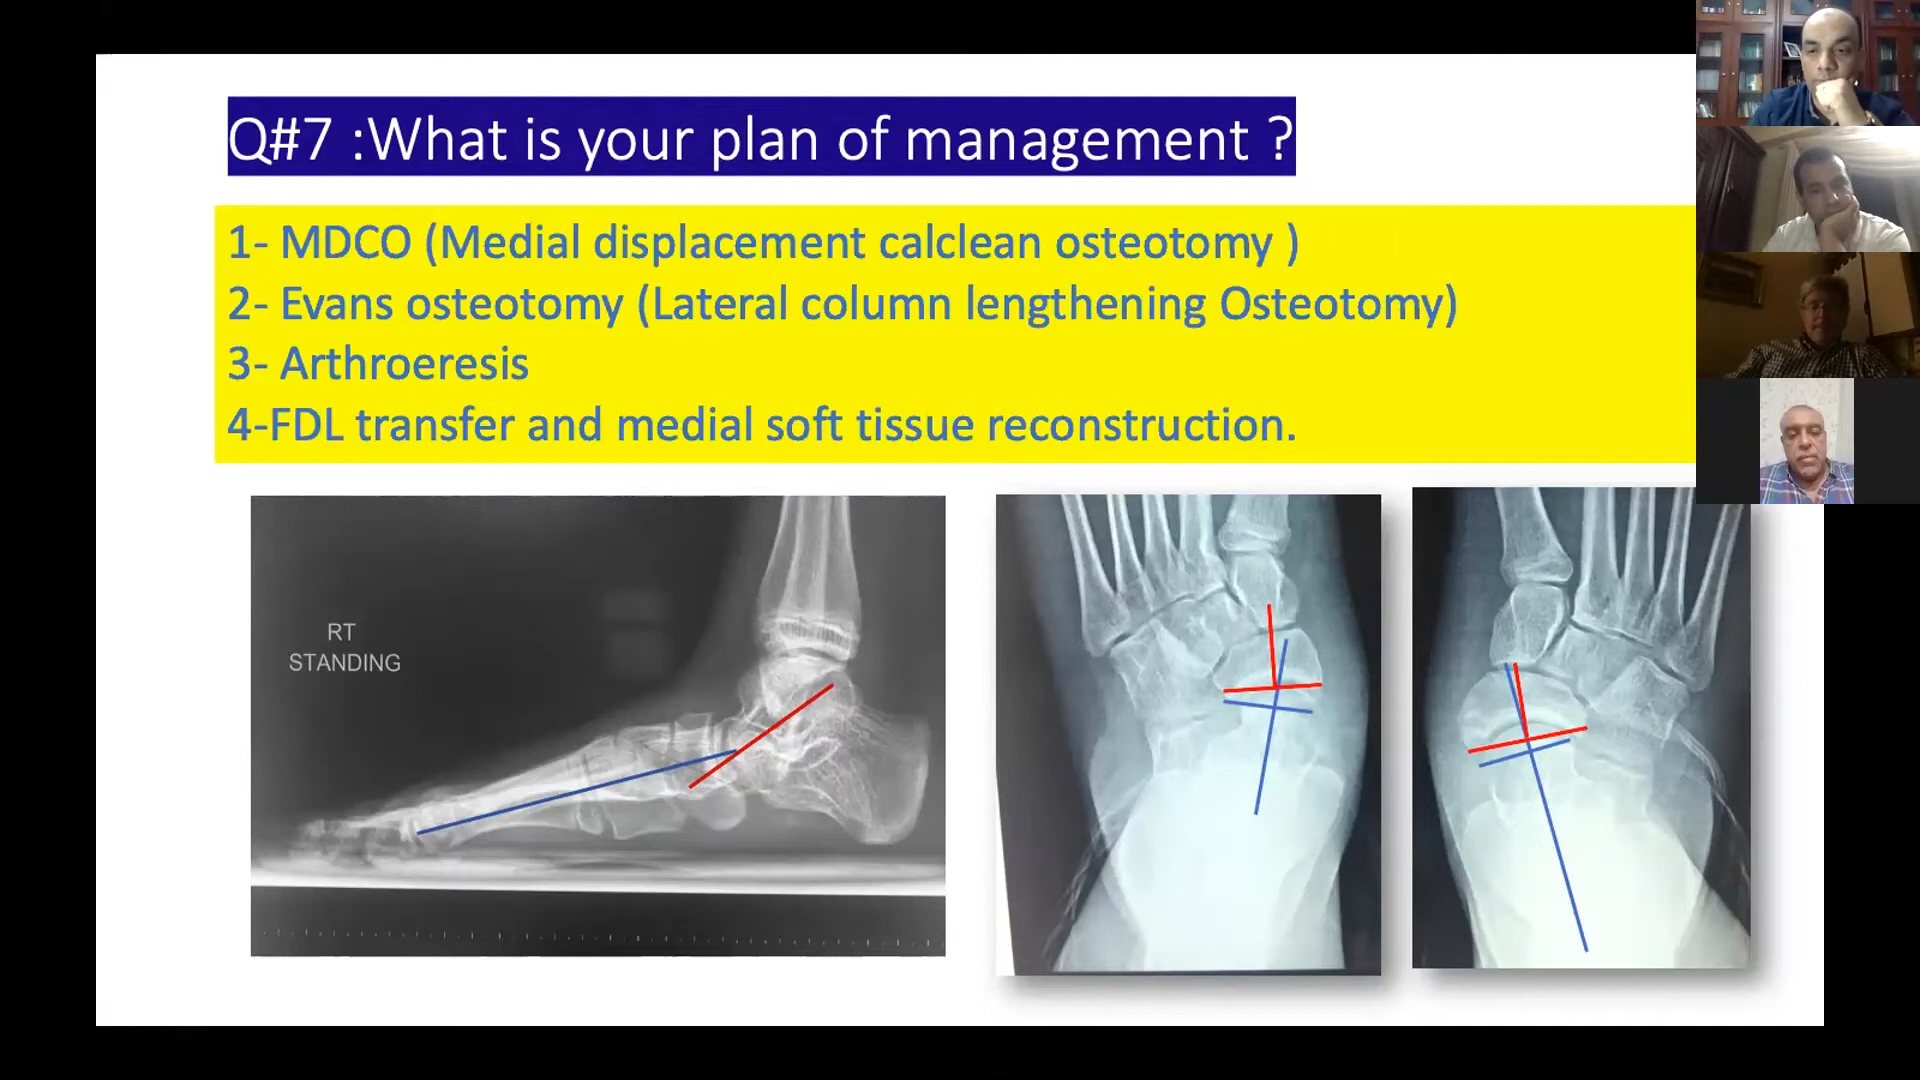 Q#7 :What is your plan of management ?
1- MDCO (Medial displacement calclean osteotomy )
2- Evans osteotomy (Lateral column lengthening Osteotomy)
3- Arthroeresis
4-FDL transfer and medial soft tissue reconstruction.
RT
STANDING